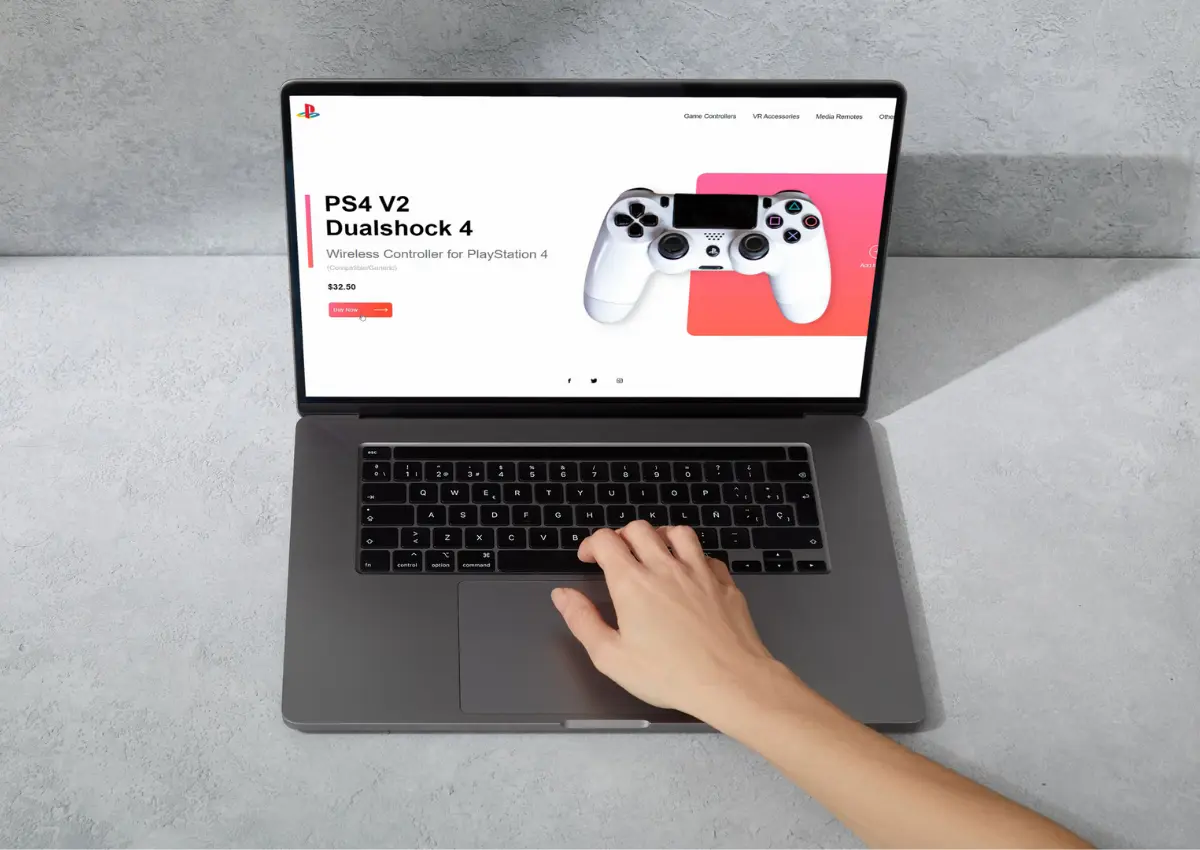 Game Controllers VR Accessories Media Remotes Othe
PS4 V2
Dualshock 4
Wireless Controller for PlayStation 4
(Compatible/Generic)
$32.50
Buy Now
esc
Q W E R T Y U I O P
A S D F G H J K L Ñ
Z X C V B
fn control option command